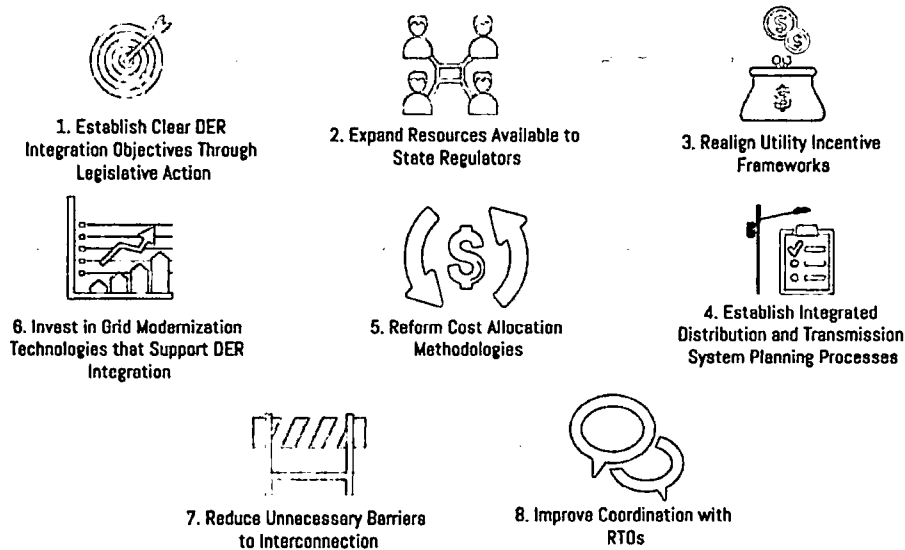 1. Establish Clear DER
Integration Objectives Through
Legislative Action
2. Expand Resources Available to
State Regulators
3. Realign Utility Incentive
Frameworks
4. Establish Integrated
Distribution and Transmission
System Planning Processes
5. Reform Cost Allocation
Methodologies
6. Invest in Grid Modernization
Technologies that Support DER
Integration
7. Reduce Unnecessary Barriers
to Interconnection
8. Improve Coordination with
RTOs